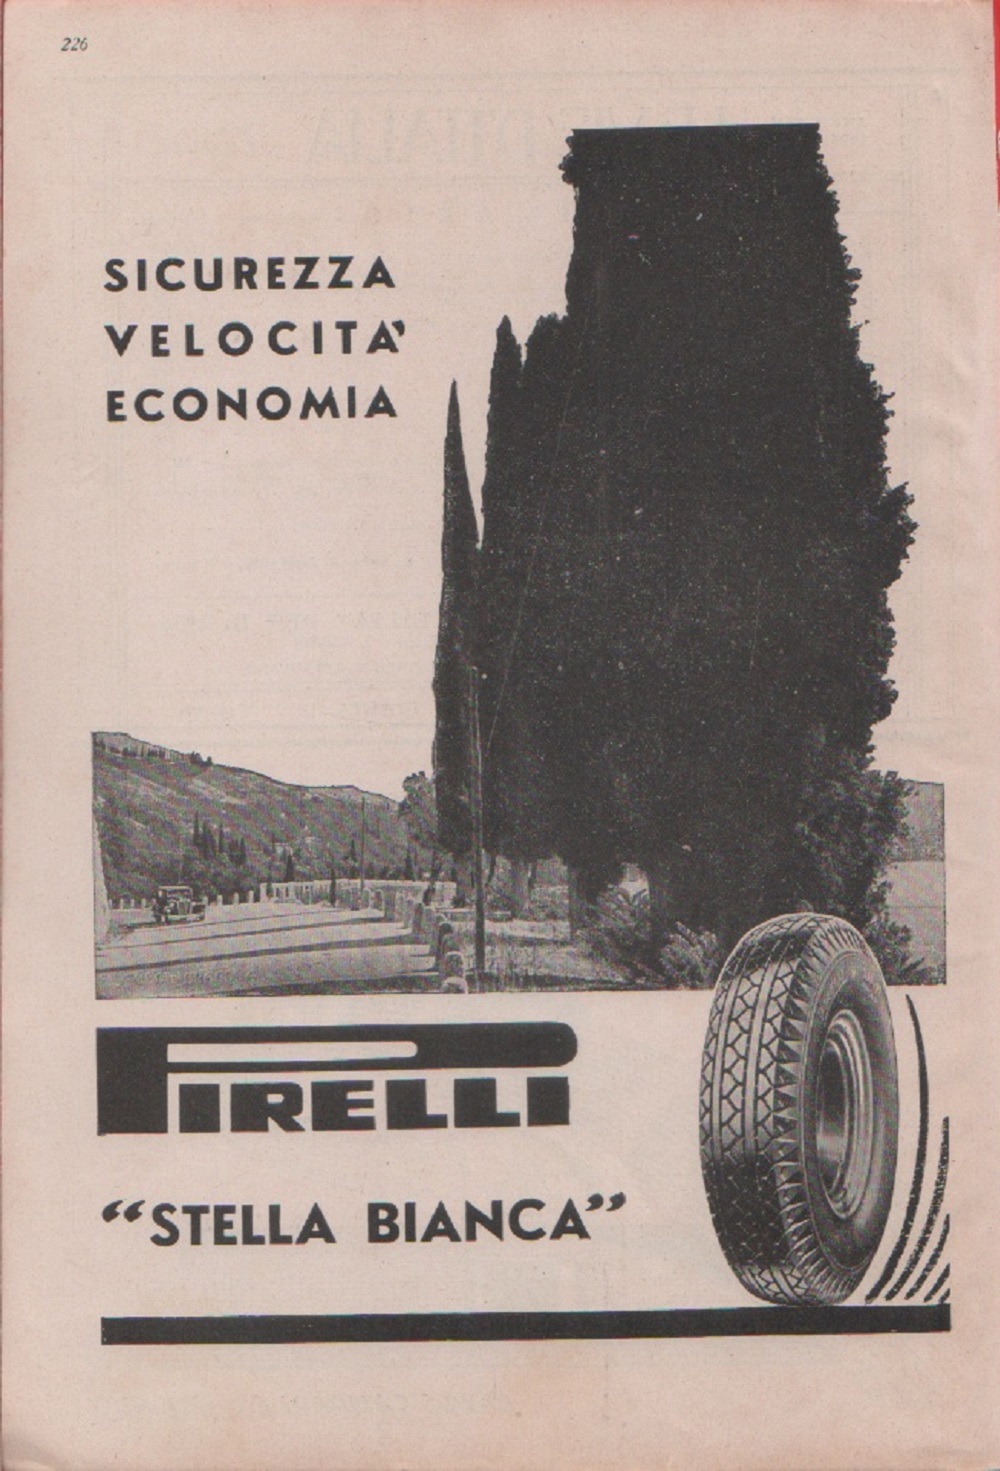 226
SICUREZZA
VELOCITA'
ECONOMIA
PIRELLI
“STELLA BIANCA”